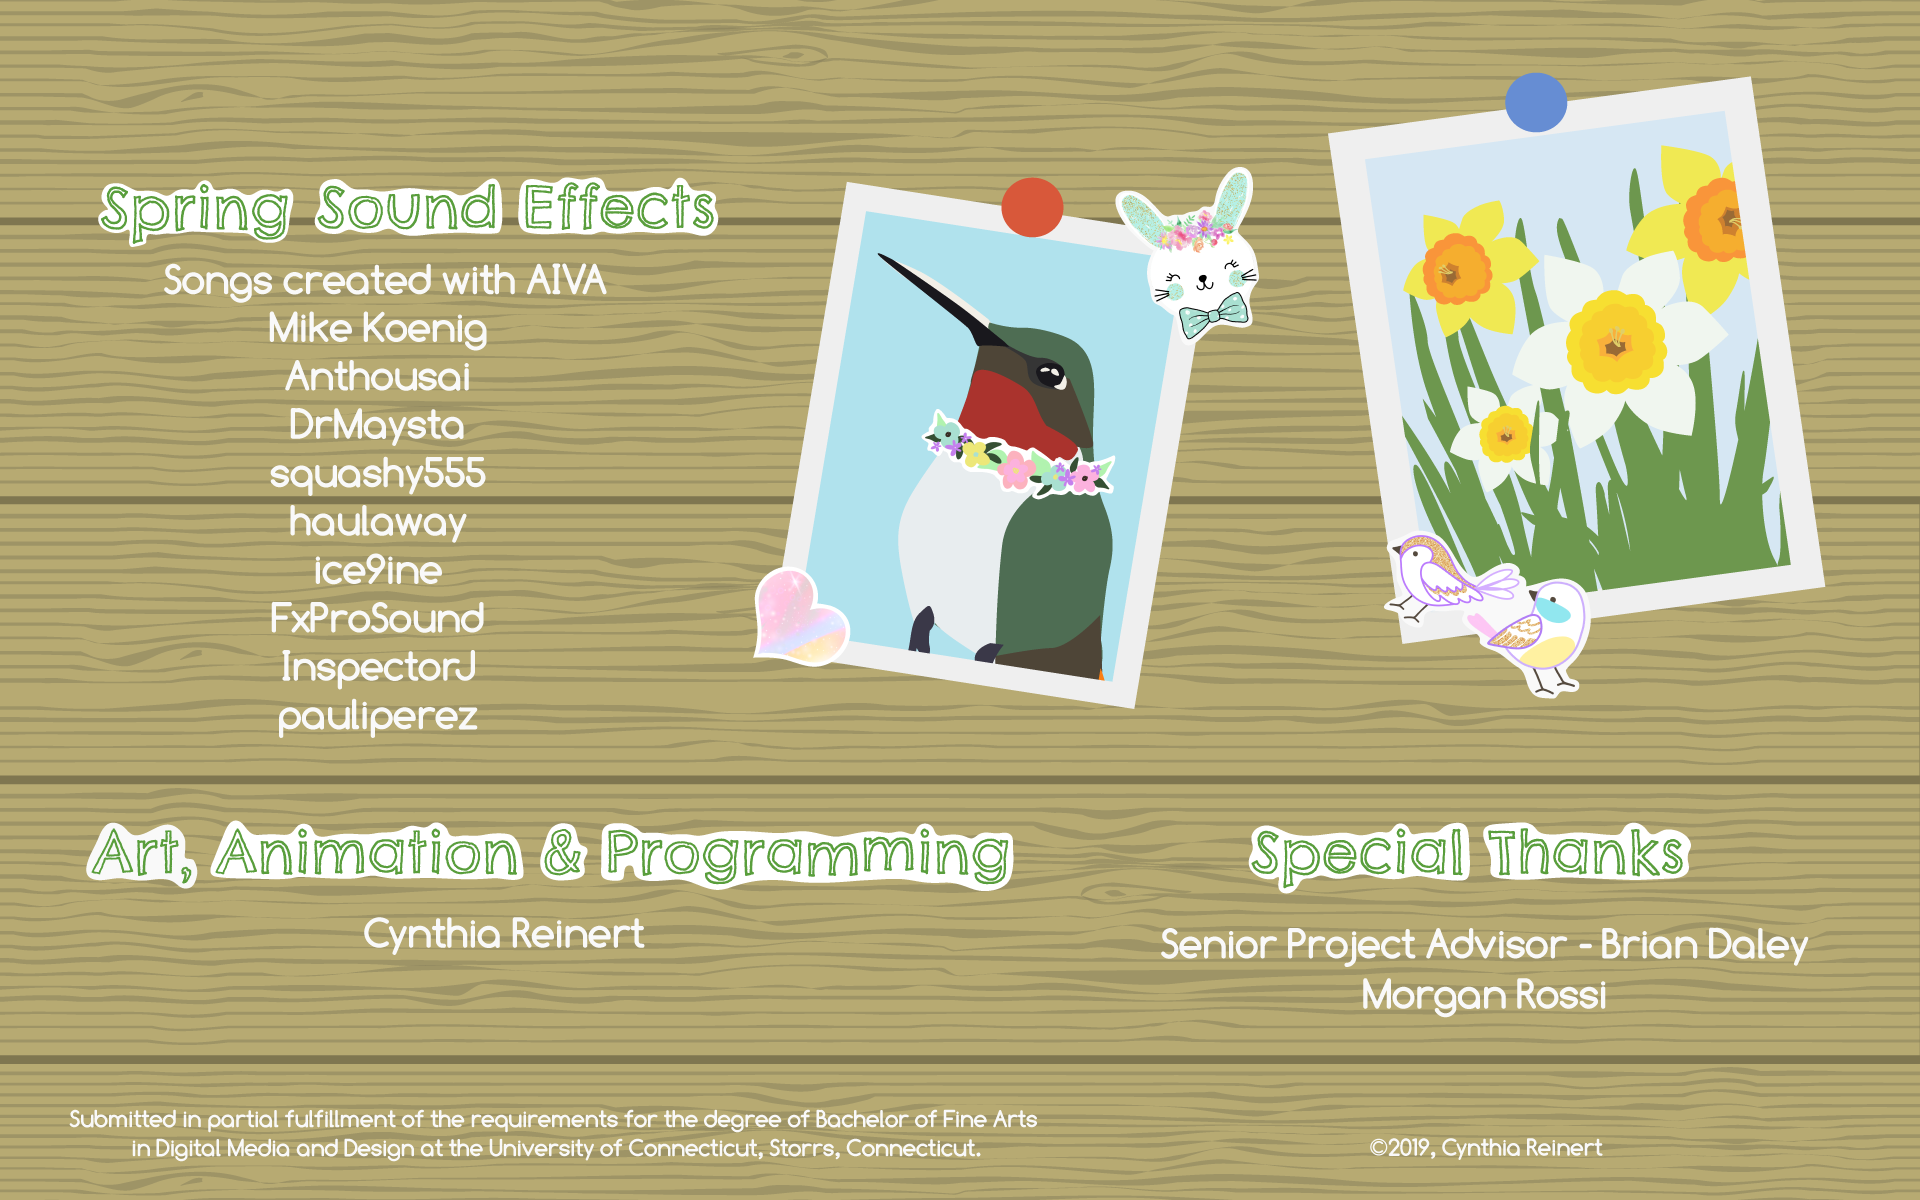 Spring Sound Effects
Songs created with AIVA
Mike Koenig
Anthousai
DrMaysta
squashy555
haulaway
ice9ine
FxProSound
InspectorJ
pauliperez
Art, Animation & Programming
Cynthia Reinert
Special Thanks
Senior Project Advisor - Brian Daley
Morgan Rossi
Submitted in partial fulfillment of the requirements for the degree of Bachelor of Fine Arts
in Digital Media and Design at the University of Connecticut, Storrs, Connecticut.
©2019, Cynthia Reinert